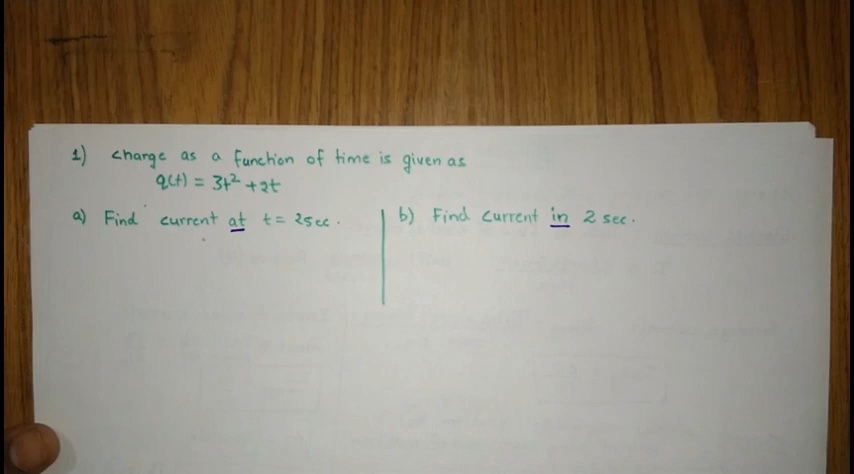 1) charge as a function of time is given as
q(t) = 3t² + 2t
a) Find current at t = 2sec.
b) Find current in 2 sec.